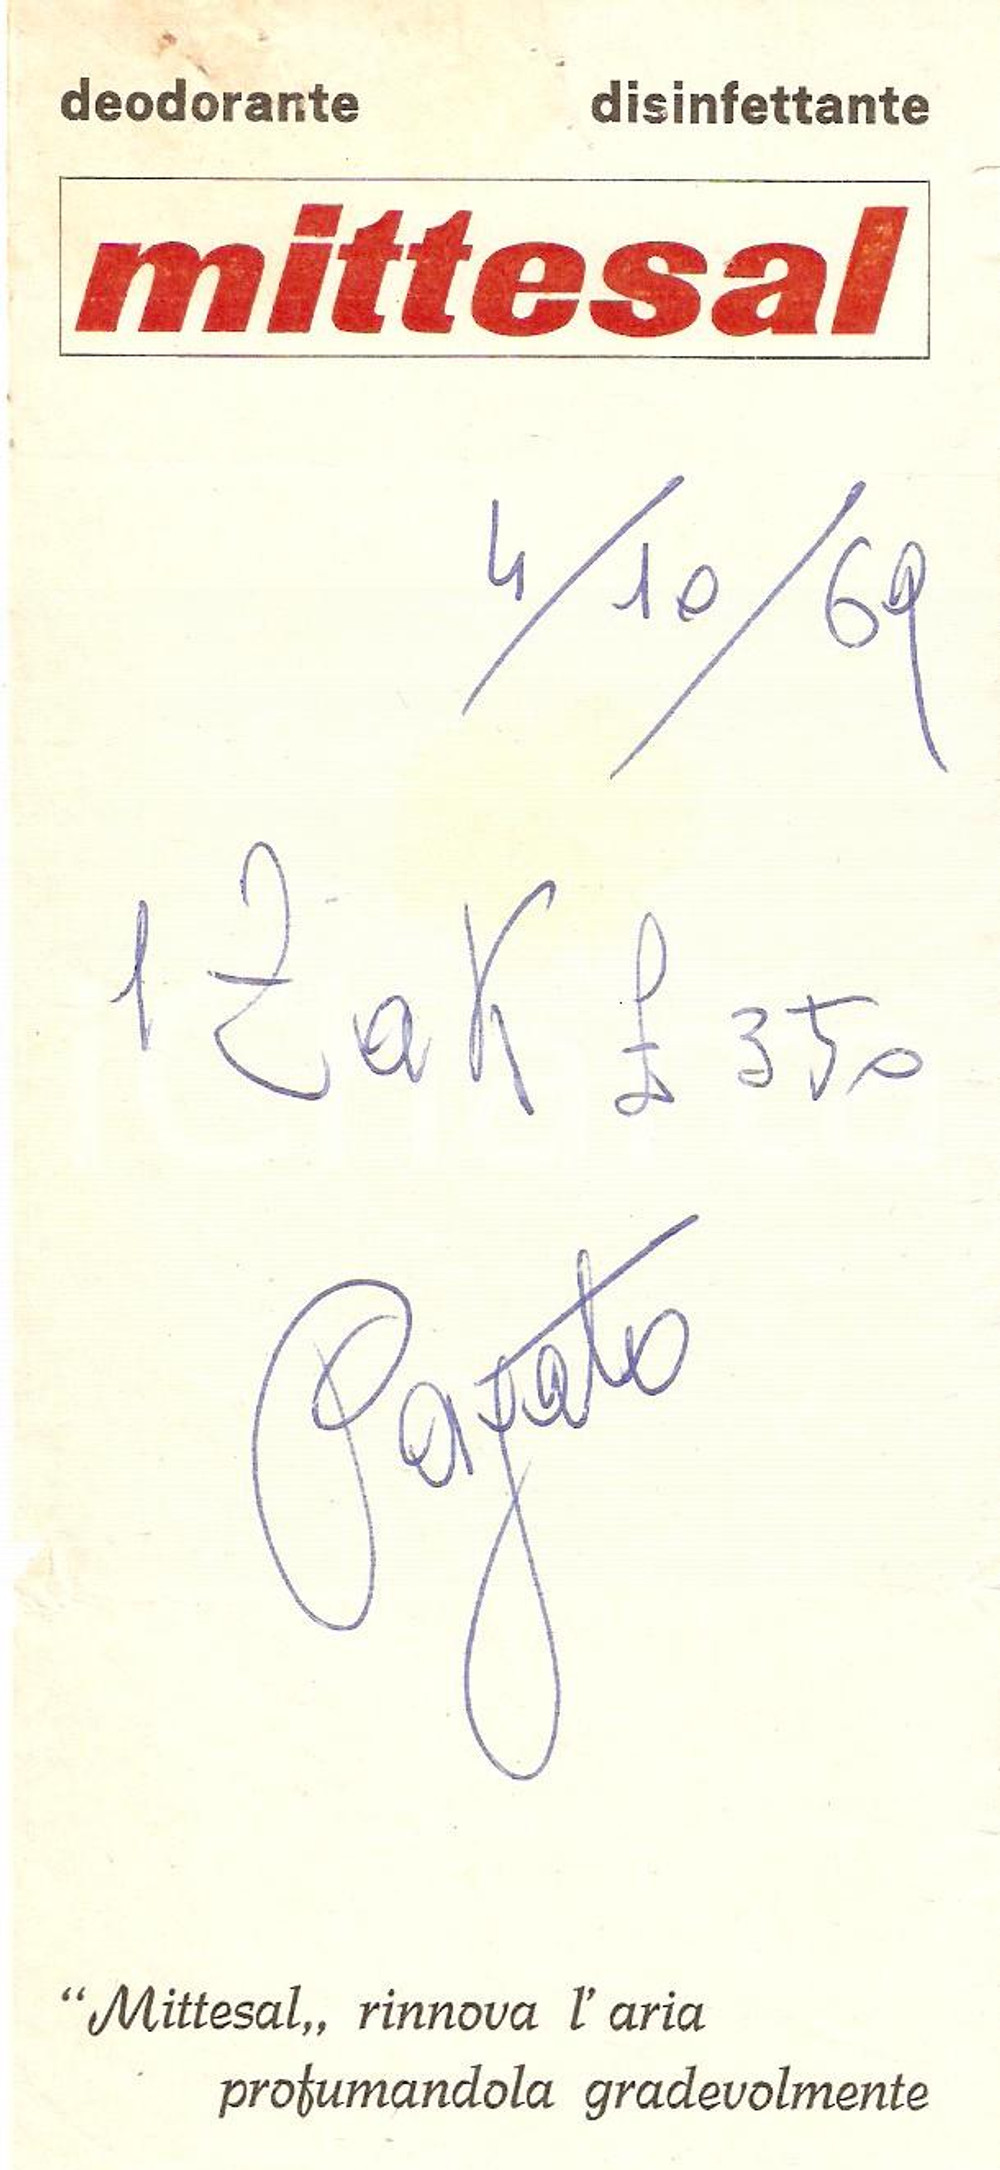 deodorante disinfettante
mittesal
4/10/69
1 Zak £ 350
Pagato
“Mittesal„ rinnova l'aria
profumandola gradevolmente